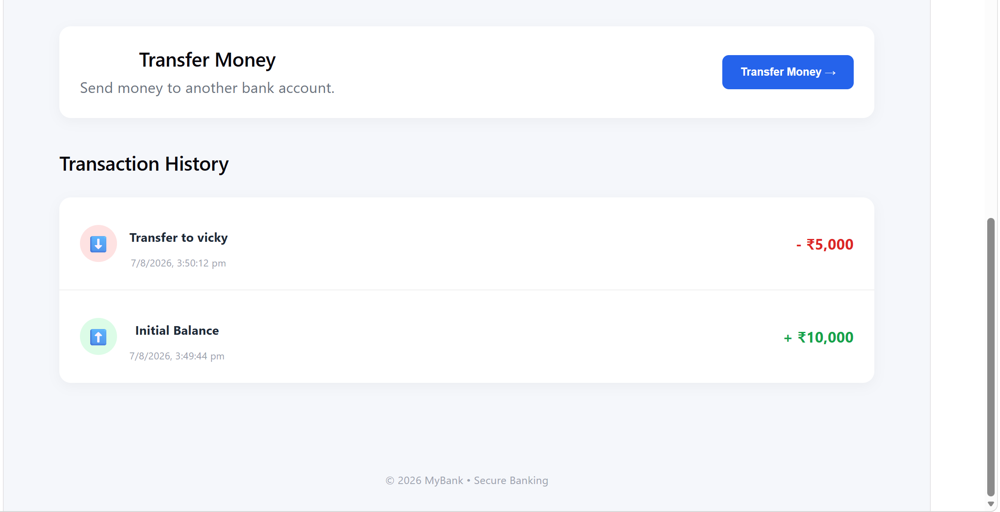 Transfer Money
Send money to another bank account.
Transfer Money →
Transaction History
Transfer to vicky
7/8/2026, 3:50:12 pm
- ₹5,000
Initial Balance
7/8/2026, 3:49:44 pm
+ ₹10,000
© 2026 MyBank • Secure Banking